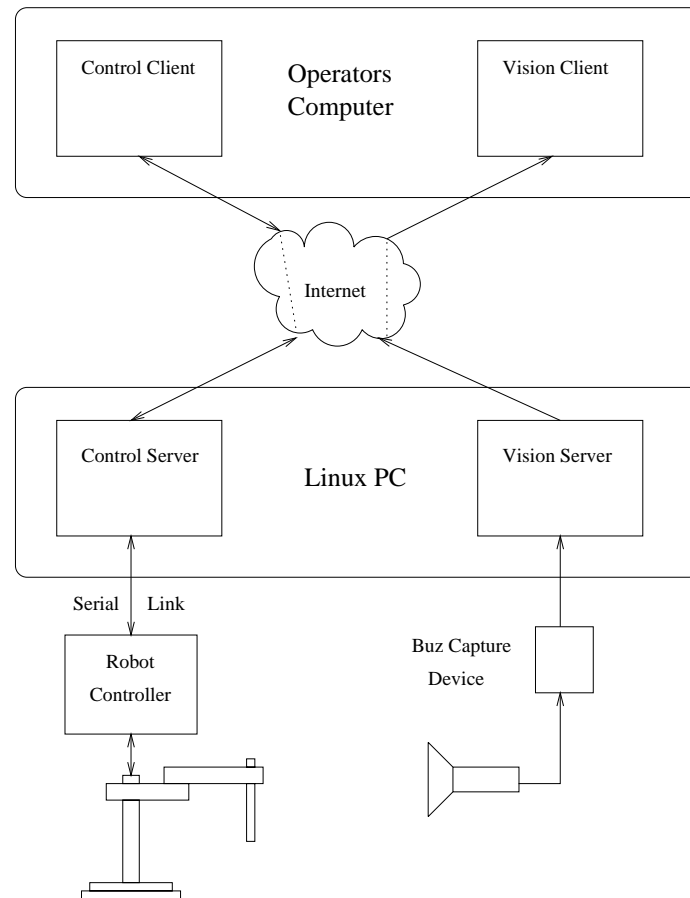 Control Client
Operators
Computer
Vision Client
Internet
Control Server
Linux PC
Vision Server
Serial Link
Robot
Controller
Buz Capture
Device